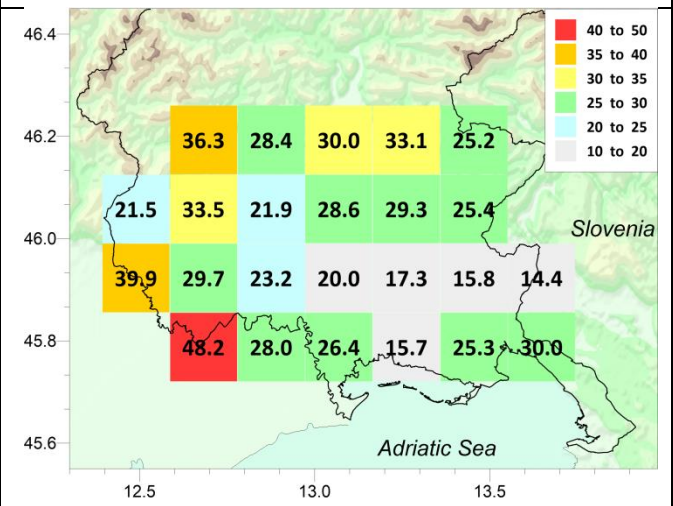 46.4
46.2
46.0
45.8
45.6
40 to 50
35 to 40
30 to 35
25 to 30
20 to 25
10 to 20
36.3 28.4 30.0 33.1 25.2
21.5 33.5 21.9 28.6 29.3 25.4
Slovenia
39.9 29.7 23.2 20.0 17.3 15.8 14.4
48.2 28.0 26.4 15.7 25.3 30.0
Adriatic Sea
12.5 13.0 13.5